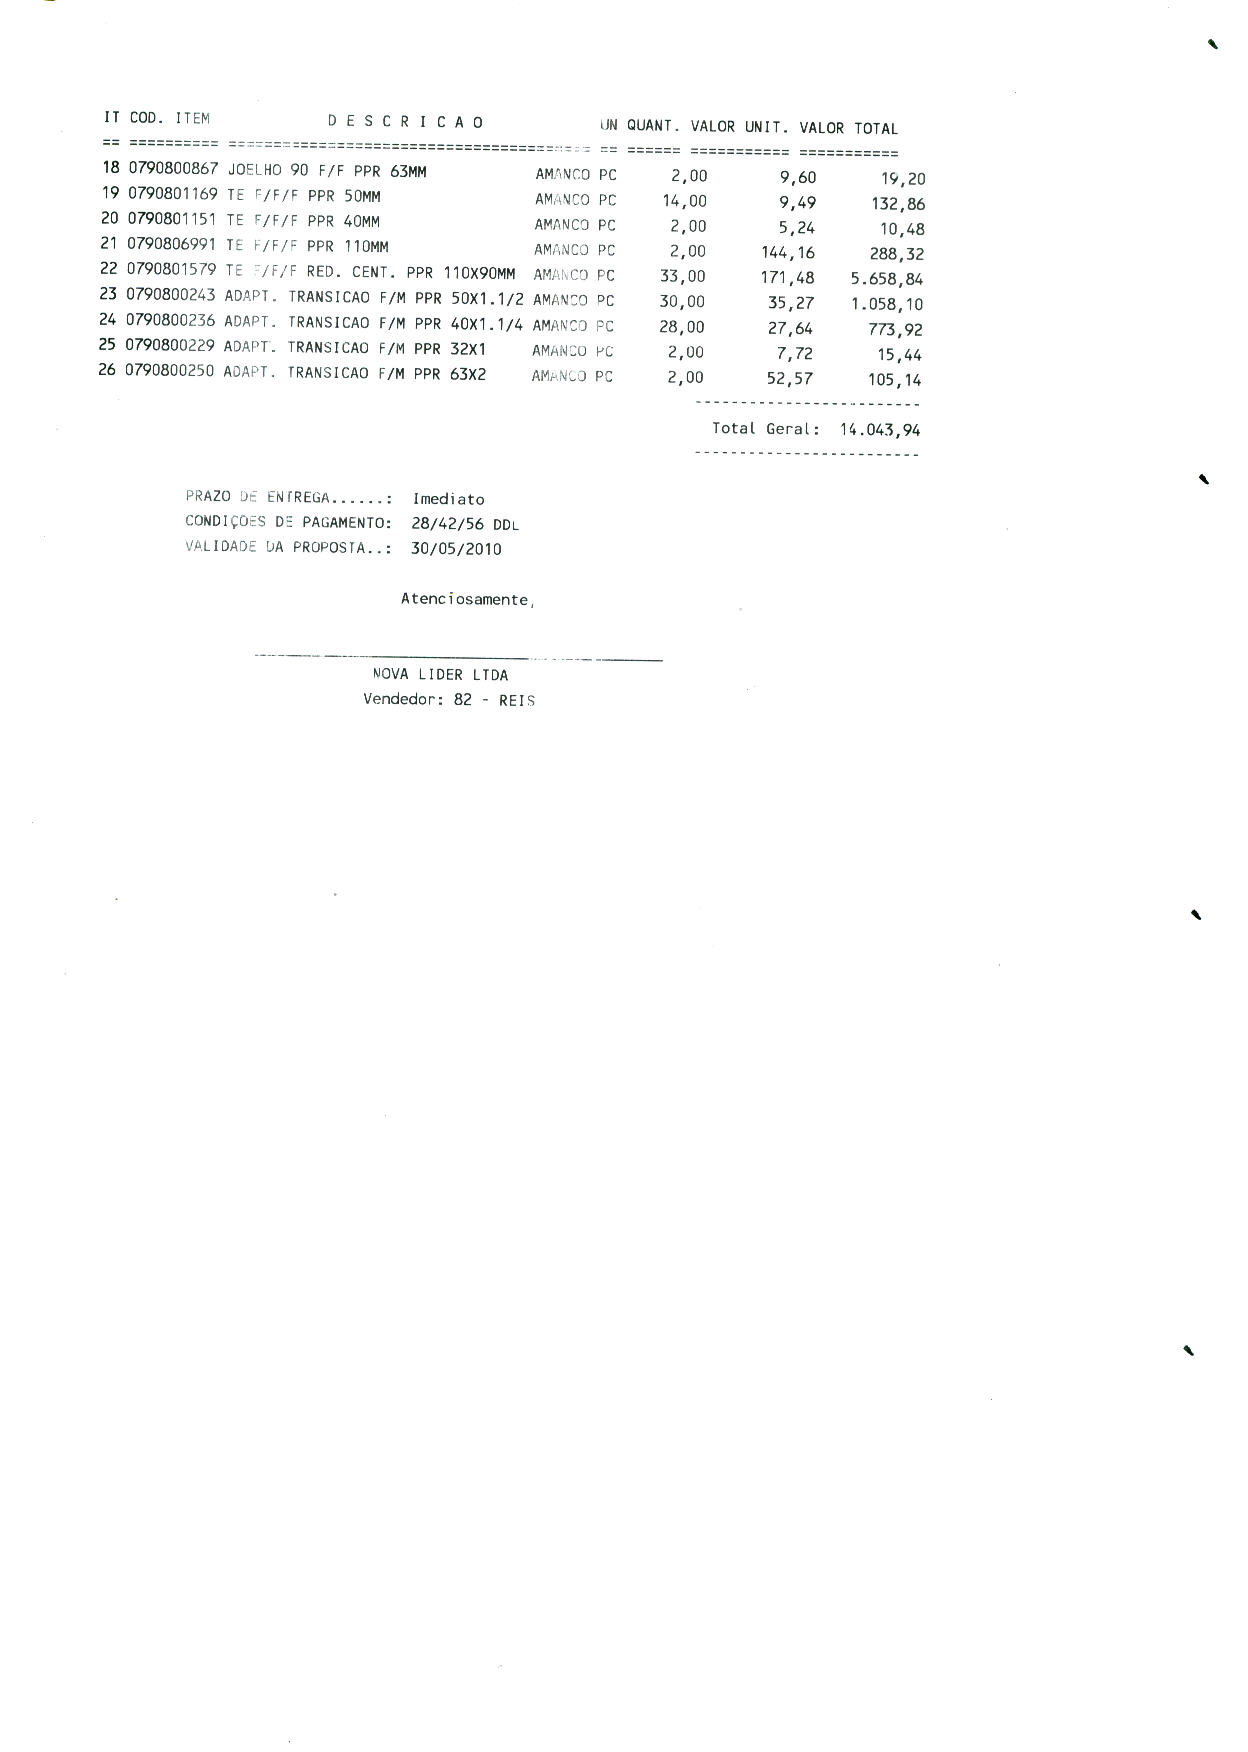 IT COD. ITEM D E S C R I C A O UN QUANT. VALOR UNIT. VALOR TOTAL
== ========== ======================================== == ====== =========== ===========
18 0790800867 JOELHO 90 F/F PPR 63MM AMANCO PC 2,00 9,60 19,20
19 0790801169 TE F/F/F PPR 50MM AMANCO PC 14,00 9,49 132,86
20 0790801151 TE F/F/F PPR 40MM AMANCO PC 2,00 5,24 10,48
21 0790806991 TE F/F/F PPR 110MM AMANCO PC 2,00 144,16 288,32
22 0790801579 TE F/F/F RED. CENT. PPR 110X90MM AMANCO PC 33,00 171,48 5.658,84
23 0790800243 ADAPT. TRANSICAO F/M PPR 50X1.1/2 AMANCO PC 30,00 35,27 1.058,10
24 0790800236 ADAPT. TRANSICAO F/M PPR 40X1.1/4 AMANCO PC 28,00 27,64 773,92
25 0790800229 ADAPT. TRANSICAO F/M PPR 32X1 AMANCO PC 2,00 7,72 15,44
26 0790800250 ADAPT. TRANSICAO F/M PPR 63X2 AMANCO PC 2,00 52,57 105,14
-------------------------
Total Geral: 14.043,94
-------------------------
PRAZO DE ENTREGA......: Imediato
CONDIÇOES DE PAGAMENTO: 28/42/56 DDL
VALIDADE DA PROPOSTA..: 30/05/2010
Atenciosamente,
NOVA LIDER LTDA
Vendedor: 82 - REIS